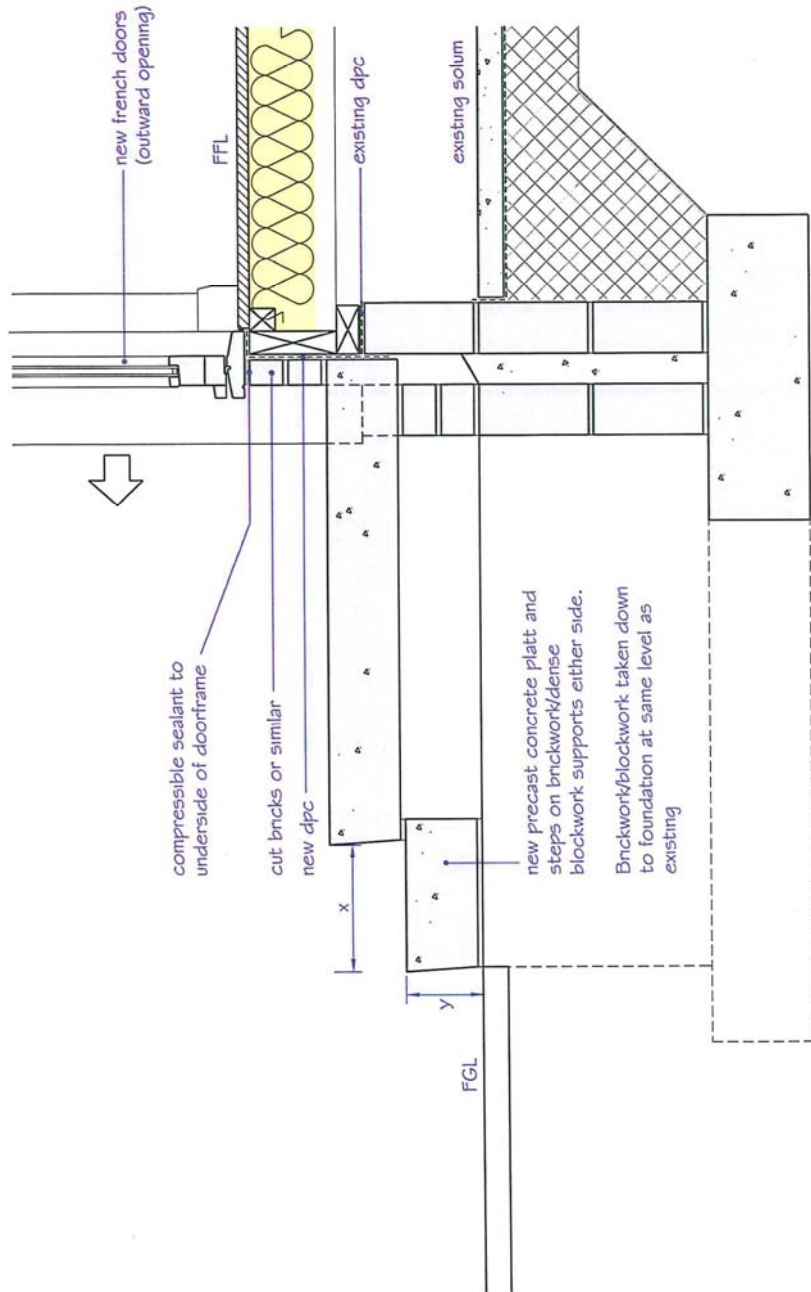 new french doors
(outward opening)
FFL
existing dpc
existing solum
compressible sealant to
underside of doorframe
cut bricks or similar
new dpc
x
y
FGL
new precast concrete platt and
steps on brickwork/dense
blockwork supports either side.
Brickwork/blockwork taken down
to foundation at same level as
existing